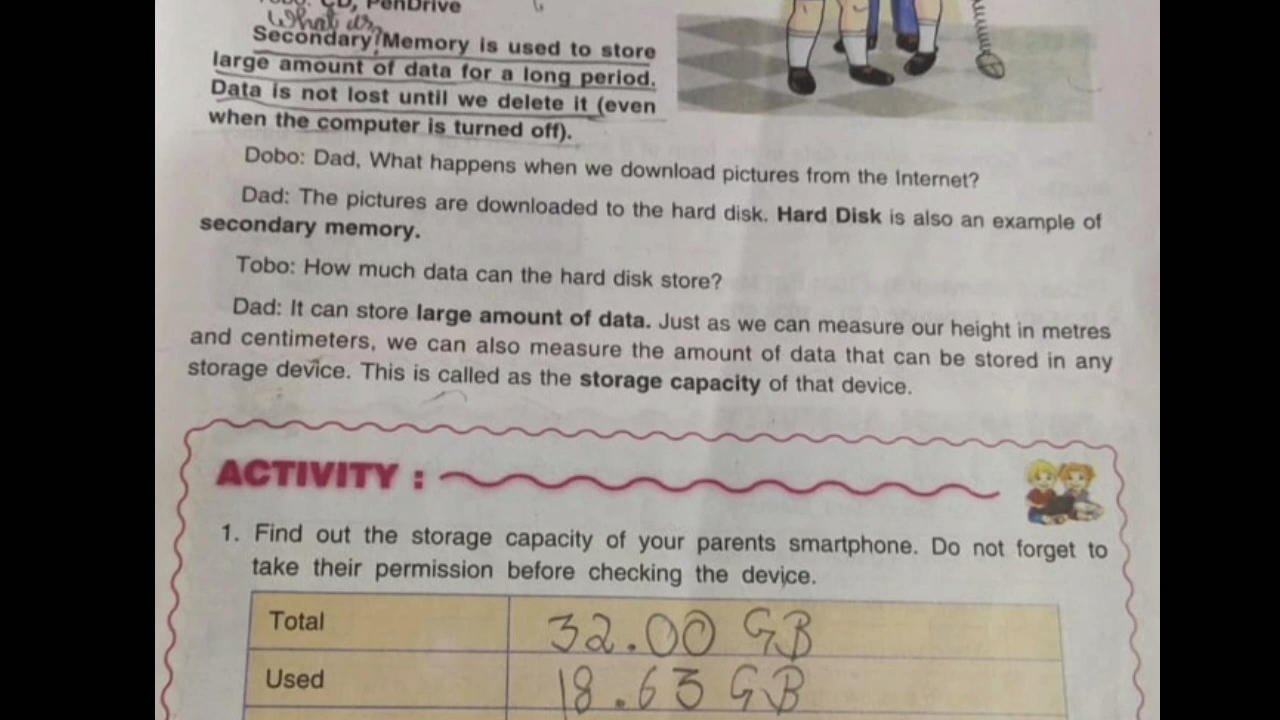 CD, PenDrive
What is?
Secondary Memory is used to store
large amount of data for a long period.
Data is not lost until we delete it (even
when the computer is turned off).
Dobo: Dad, What happens when we download pictures from the Internet?
Dad: The pictures are downloaded to the hard disk. Hard Disk is also an example of
secondary memory.
Tobo: How much data can the hard disk store?
Dad: It can store large amount of data. Just as we can measure our height in metres
and centimeters, we can also measure the amount of data that can be stored in any
storage device. This is called as the storage capacity of that device.
ACTIVITY :
1. Find out the storage capacity of your parents smartphone. Do not forget to
take their permission before checking the device.
Total 32.00 GB
Used 18.63 GB